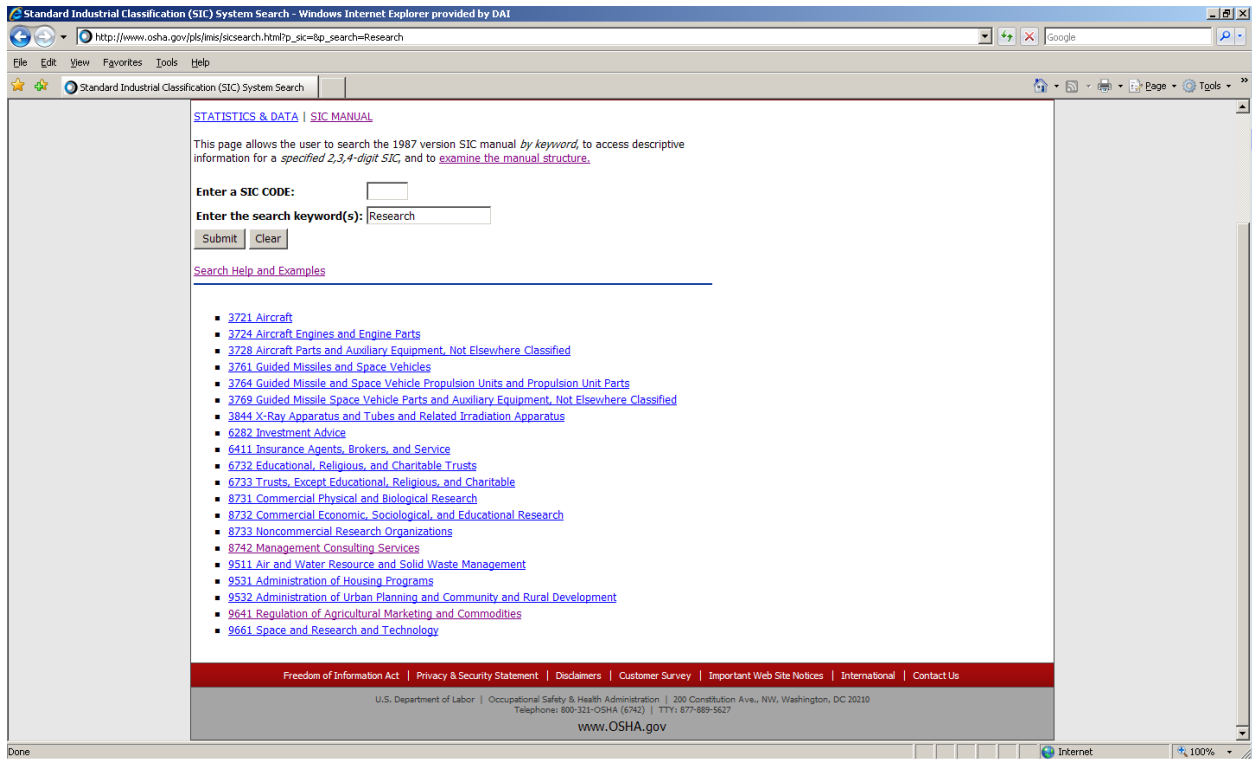 Standard Industrial Classification (SIC) System Search - Windows Internet Explorer provided by DAI
http://www.osha.gov/pls/imis/sicsearch.html?p_sic=&p_search=Research
Google
File Edit View Favorites Tools Help
Standard Industrial Classification (SIC) System Search
Page Tools »
STATISTICS & DATA | SIC MANUAL
This page allows the user to search the 1987 version SIC manual by keyword, to access descriptive
information for a specified 2,3,4-digit SIC, and to examine the manual structure.
Enter a SIC CODE:
Enter the search keyword(s): Research
Submit Clear
Search Help and Examples
3721 Aircraft
3724 Aircraft Engines and Engine Parts
3728 Aircraft Parts and Auxiliary Equipment, Not Elsewhere Classified
3761 Guided Missiles and Space Vehicles
3764 Guided Missile and Space Vehicle Propulsion Units and Propulsion Unit Parts
3769 Guided Missile Space Vehicle Parts and Auxiliary Equipment, Not Elsewhere Classified
3844 X-Ray Apparatus and Tubes and Related Irradiation Apparatus
6282 Investment Advice
6411 Insurance Agents, Brokers, and Service
6732 Educational, Religious, and Charitable Trusts
6733 Trusts, Except Educational, Religious, and Charitable
8731 Commercial Physical and Biological Research
8732 Commercial Economic, Sociological, and Educational Research
8733 Noncommercial Research Organizations
8742 Management Consulting Services
9511 Air and Water Resource and Solid Waste Management
9531 Administration of Housing Programs
9532 Administration of Urban Planning and Community and Rural Development
9641 Regulation of Agricultural Marketing and Commodities
9661 Space and Research and Technology
Freedom of Information Act | Privacy & Security Statement | Disclaimers | Customer Survey | Important Web Site Notices | International | Contact Us
U.S. Department of Labor | Occupational Safety & Health Administration | 200 Constitution Ave., NW, Washington, DC 20210
Telephone: 800-321-OSHA (6742) | TTY: 877-889-5627
www.OSHA.gov
Done Internet 100%